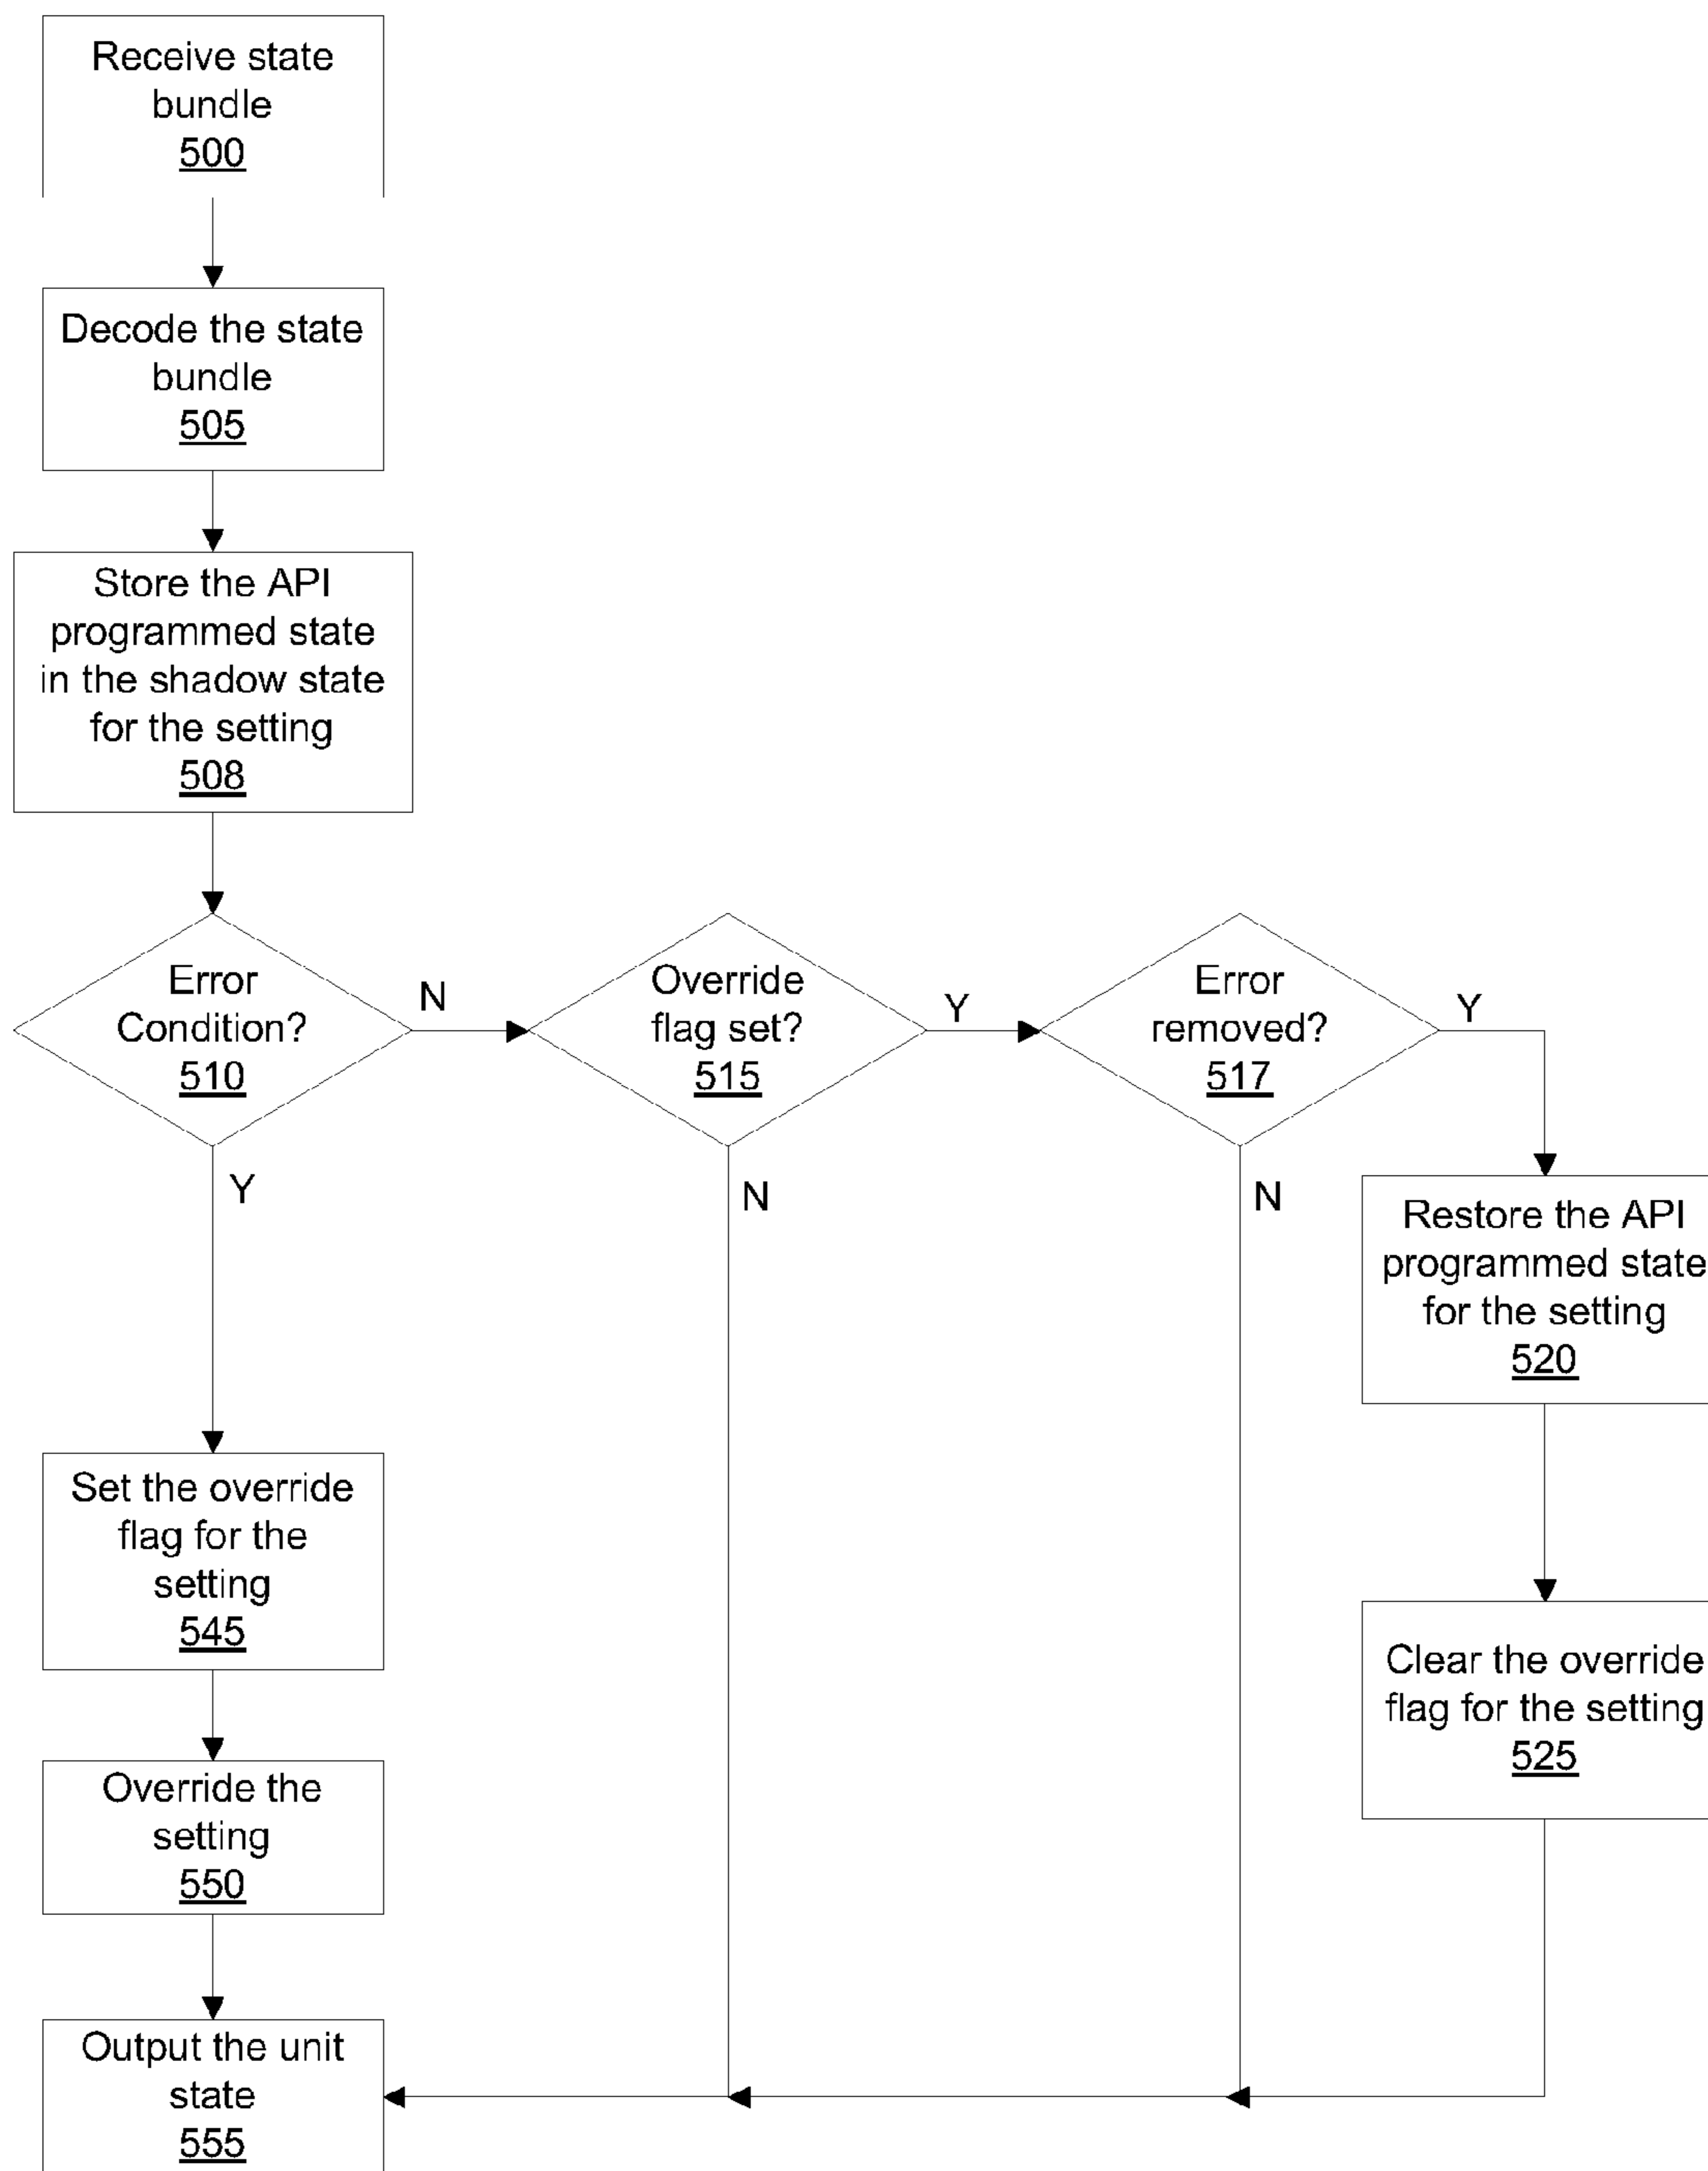 Receive state
bundle
500
Decode the state
bundle
505
Store the API
programmed state
in the shadow state
for the setting
508
Error
Condition?
510
N
Y
Override
flag set?
515
Y
N
Error
removed?
517
Y
N
Restore the API
programmed state
for the setting
520
Clear the override
flag for the setting
525
Set the override
flag for the
setting
545
Override the
setting
550
Output the unit
state
555